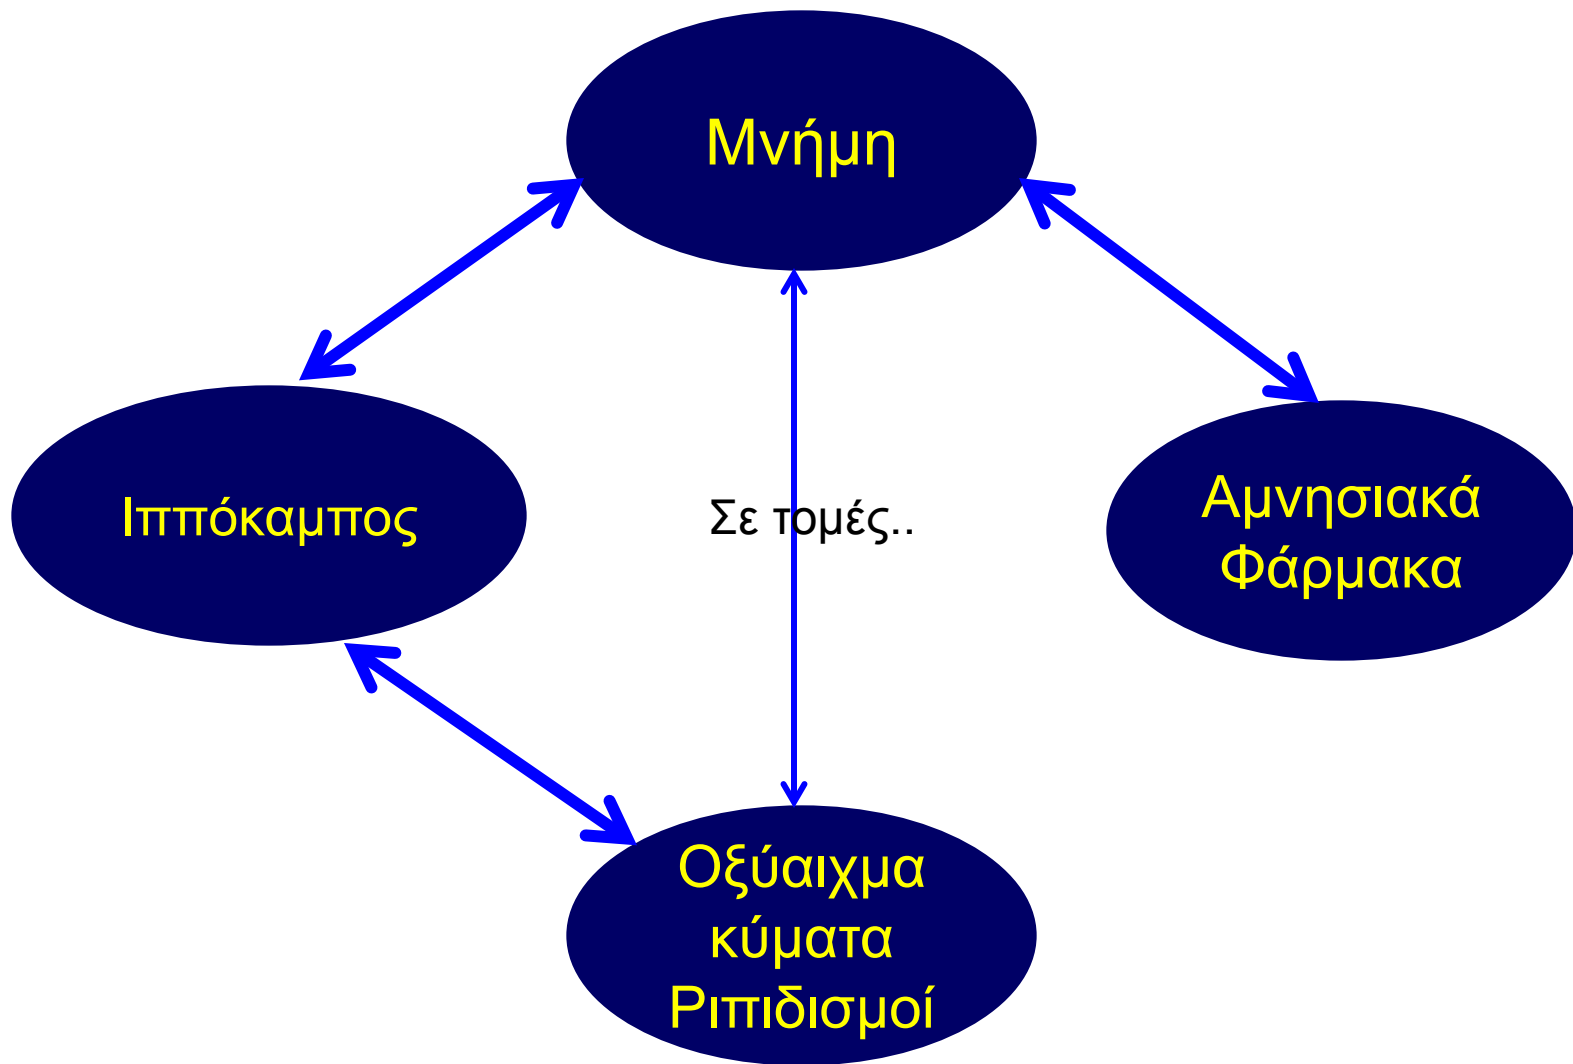 Μνήμη
Ιππόκαμπος
Σε τομές..
Αμνησιακά
Φάρμακα
Οξύαιχμα
κύματα
Ριπιδισμοί